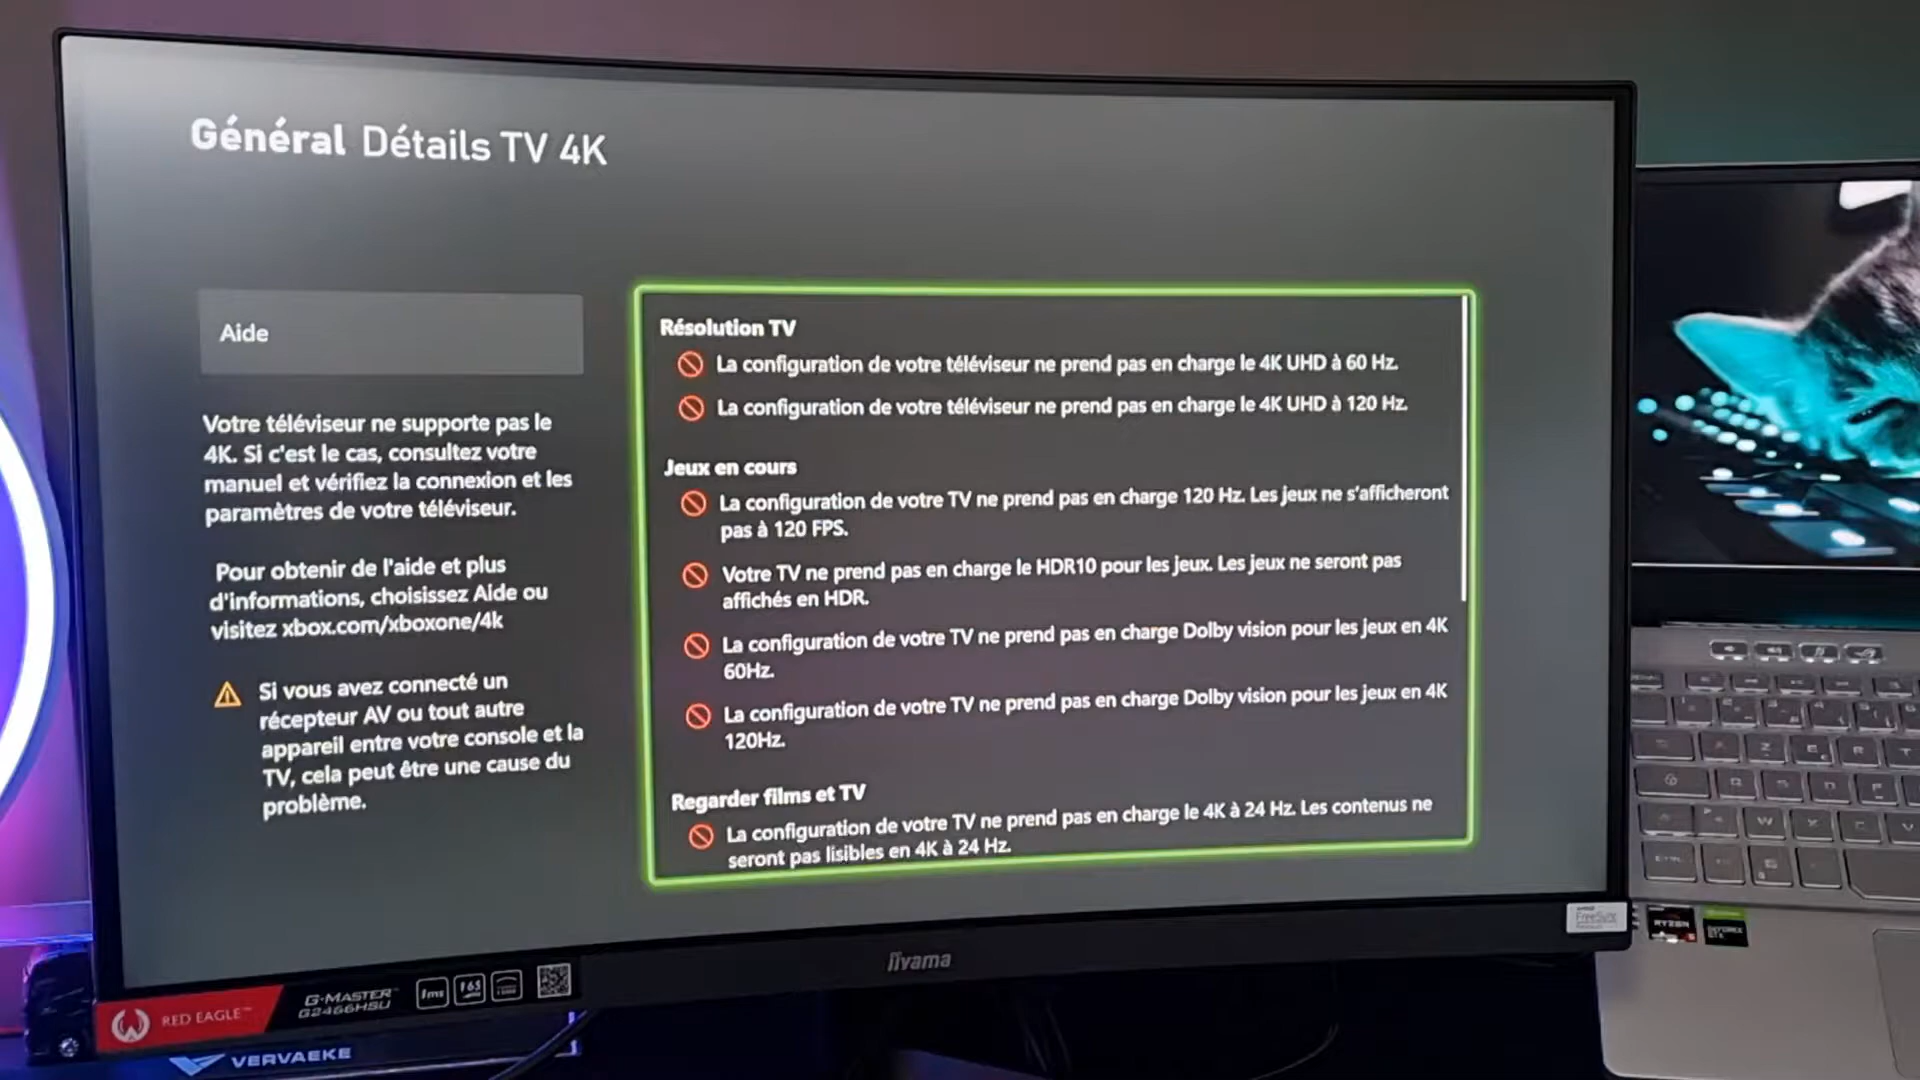 Général Détails TV 4K
Aide
Votre téléviseur ne supporte pas le
4K. Si c'est le cas, consultez votre
manuel et vérifiez la connexion et les
paramètres de votre téléviseur.
Pour obtenir de l'aide et plus
d'informations, choisissez Aide ou
visitez xbox.com/xboxone/4k
Si vous avez connecté un
récepteur AV ou tout autre
appareil entre votre console et la
TV, cela peut être une cause du
problème.
Résolution TV
La configuration de votre téléviseur ne prend pas en charge le 4K UHD à 60 Hz.
La configuration de votre téléviseur ne prend pas en charge le 4K UHD à 120 Hz.
Jeux en cours
La configuration de votre TV ne prend pas en charge 120 Hz. Les jeux ne s'afficheront
pas à 120 FPS.
Votre TV ne prend pas en charge le HDR10 pour les jeux. Les jeux ne seront pas
affichés en HDR.
La configuration de votre TV ne prend pas en charge Dolby vision pour les jeux en 4K
60Hz.
La configuration de votre TV ne prend pas en charge Dolby vision pour les jeux en 4K
120Hz.
Regarder films et TV
La configuration de votre TV ne prend pas en charge le 4K à 24 Hz. Les contenus ne
seront pas lisibles en 4K à 24 Hz.
iiyama
FreeSync
RYZEN
5
GEFORCE
RED EAGLE™
G-MASTER™
G2466HSU
1ms
165
VERVAEKE